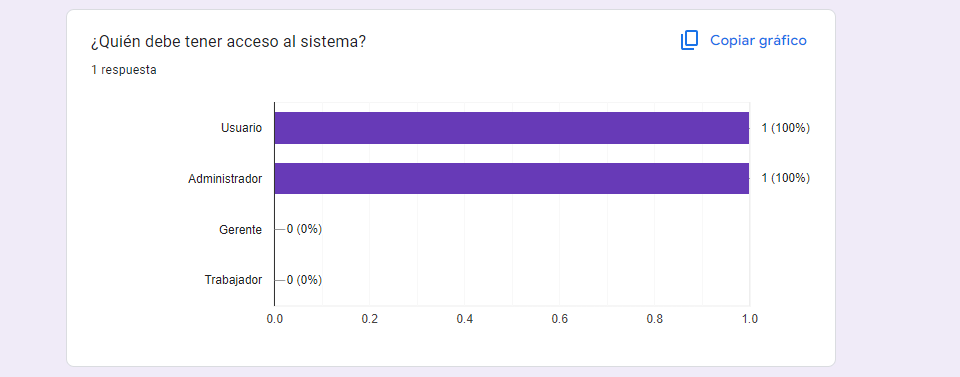 ¿Quién debe tener acceso al sistema?
Copiar gráfico
1 respuesta
Usuario 1 (100%)
Administrador 1 (100%)
Gerente 0 (0%)
Trabajador 0 (0%)
0.0 0.2 0.4 0.6 0.8 1.0